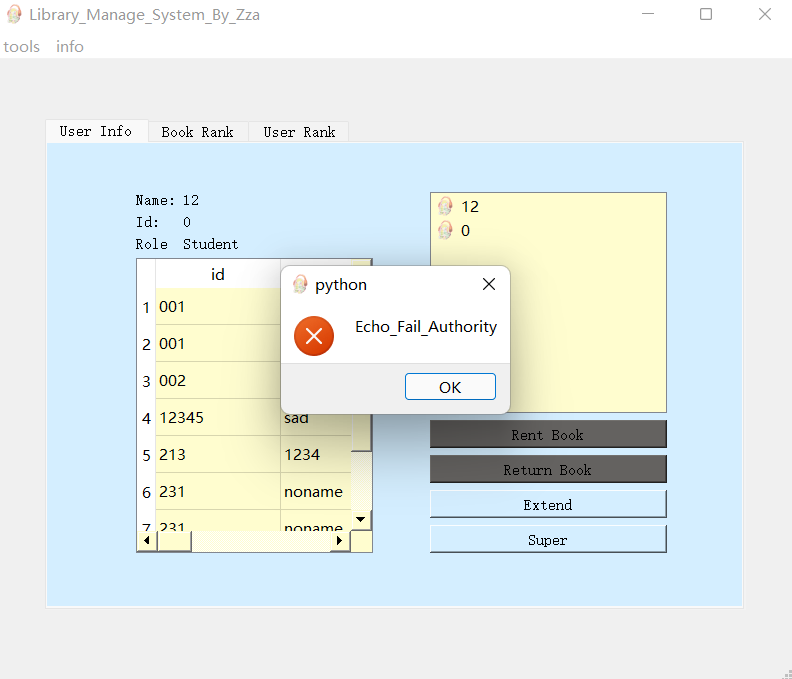 Library_Manage_System_By_Zza
tools info
User Info Book Rank User Rank
Name: 12
Id: 0
Role Student
12
0
id
1 001
2 001
3 002
4 12345 sad
5 213 1234
6 231 noname
7 231 noname
python
Echo_Fail_Authority
OK
Rent Book
Return Book
Extend
Super